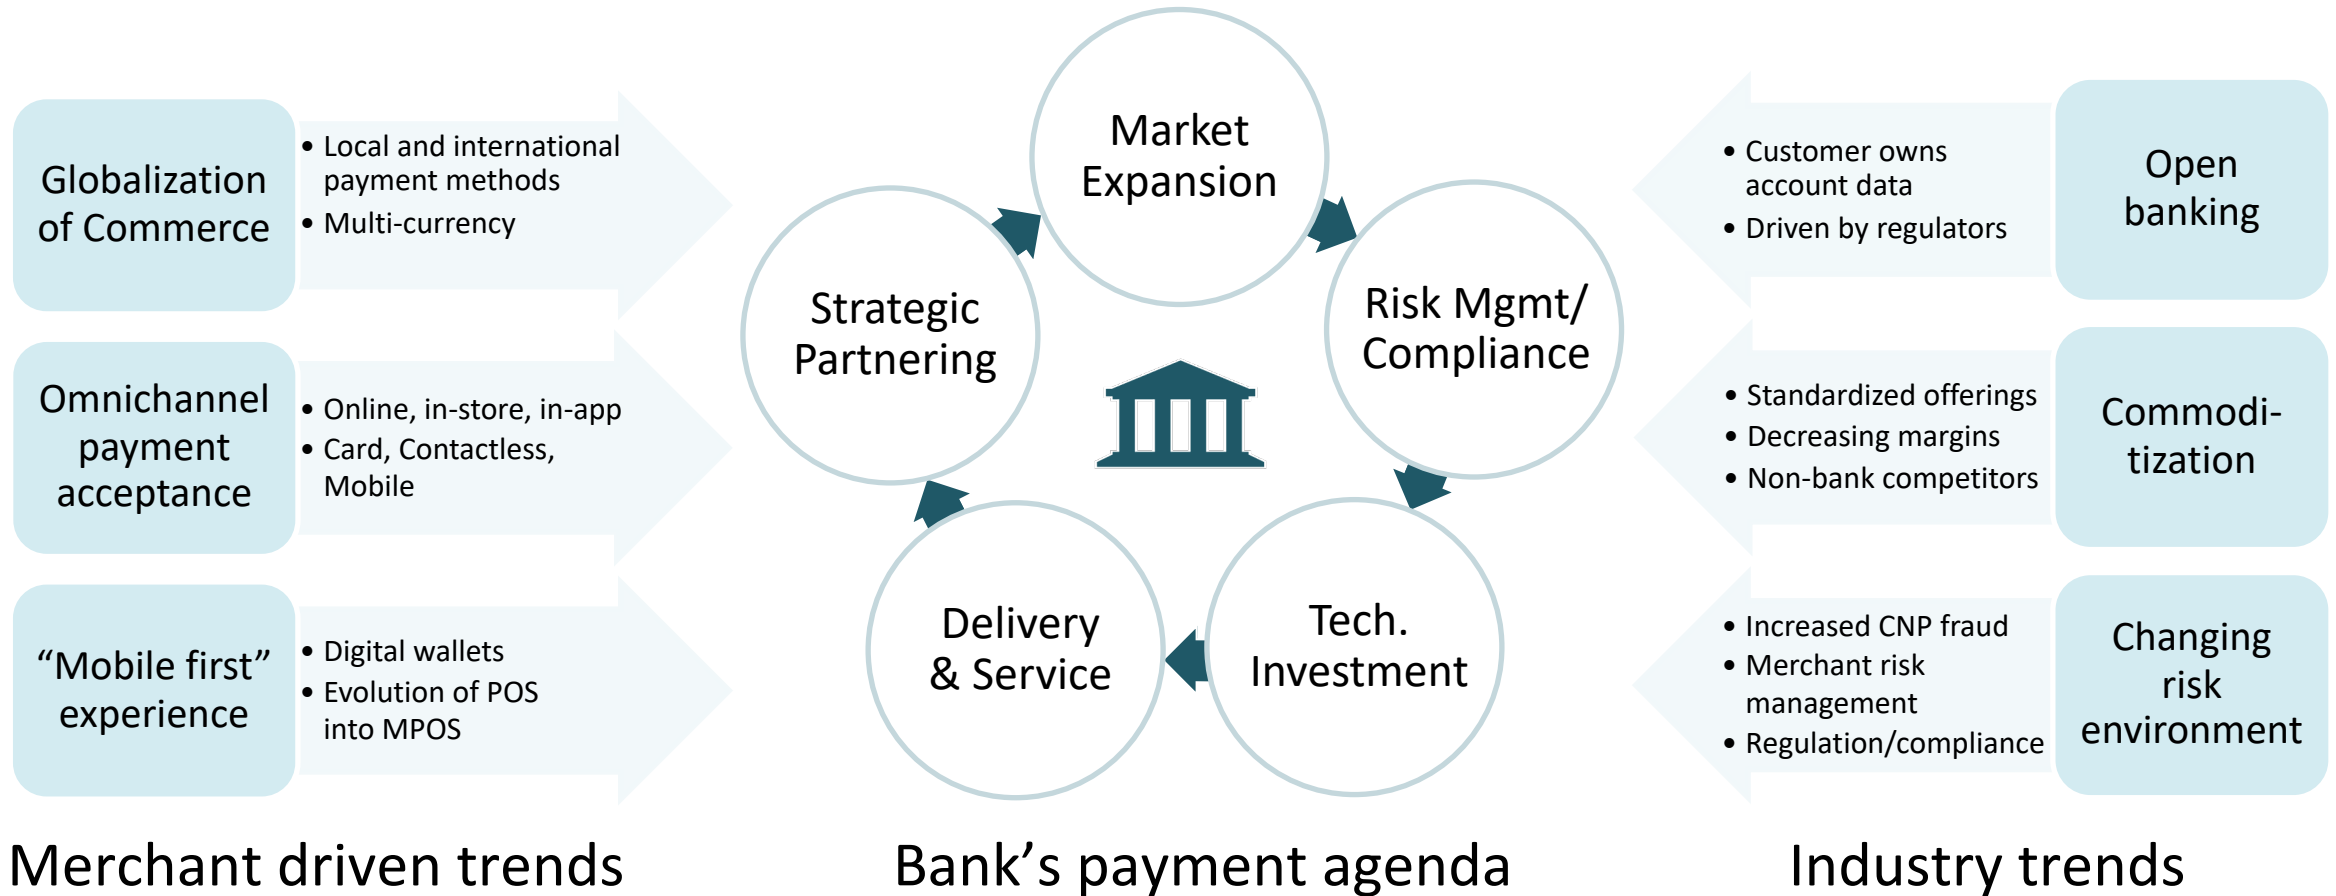 Globalization
of Commerce
• Local and international
payment methods
• Multi-currency
Omnichannel
payment
acceptance
• Online, in-store, in-app
• Card, Contactless,
Mobile
“Mobile first”
experience
• Digital wallets
• Evolution of POS
into MPOS
Merchant driven trends
Market
Expansion
Risk Mgmt/
Compliance
Tech.
Investment
Delivery
& Service
Strategic
Partnering
Bank’s payment agenda
• Customer owns
account data
• Driven by regulators
Open
banking
• Standardized offerings
• Decreasing margins
• Non-bank competitors
Commodi-
tization
• Increased CNP fraud
• Merchant risk
management
• Regulation/compliance
Changing
risk
environment
Industry trends